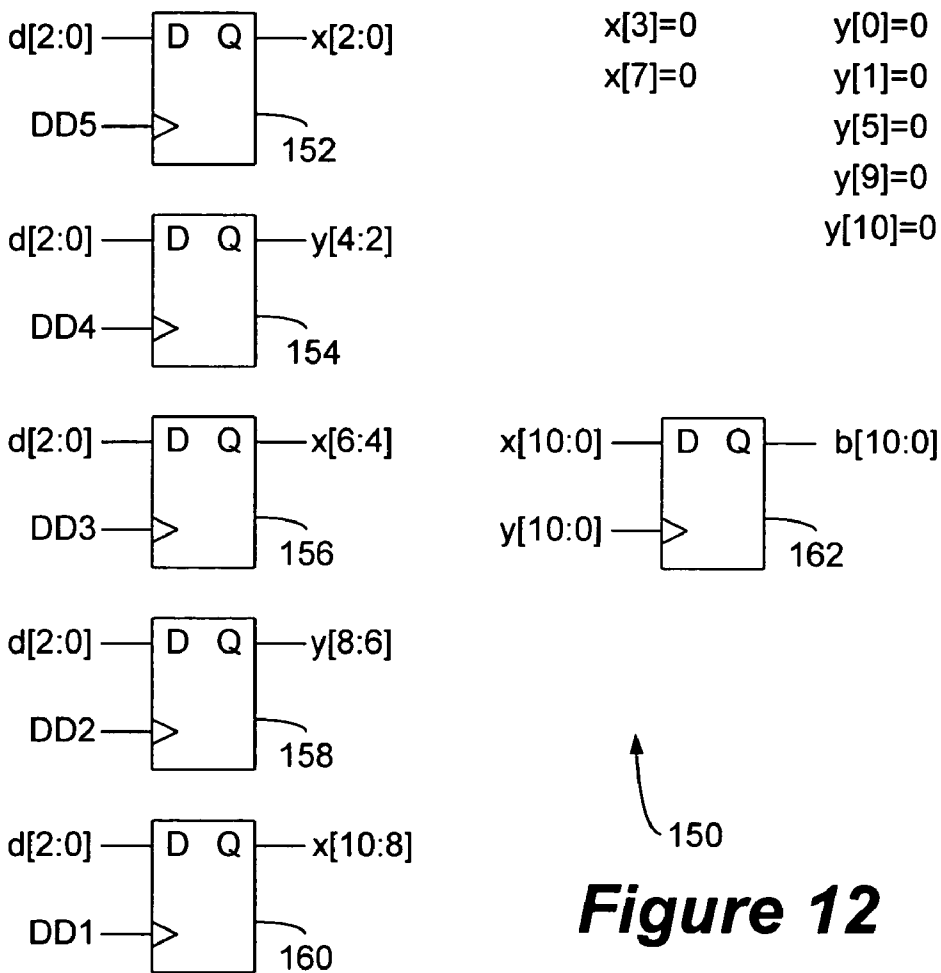 d[2:0] D Q x[2:0]
DD5
152
d[2:0] D Q y[4:2]
DD4
154
d[2:0] D Q x[6:4]
DD3
156
d[2:0] D Q y[8:6]
DD2
158
d[2:0] D Q x[10:8]
DD1
160
x[3]=0 y[0]=0
x[7]=0 y[1]=0
y[5]=0
y[9]=0
y[10]=0
x[10:0] D Q b[10:0]
y[10:0]
162
150
Figure 12